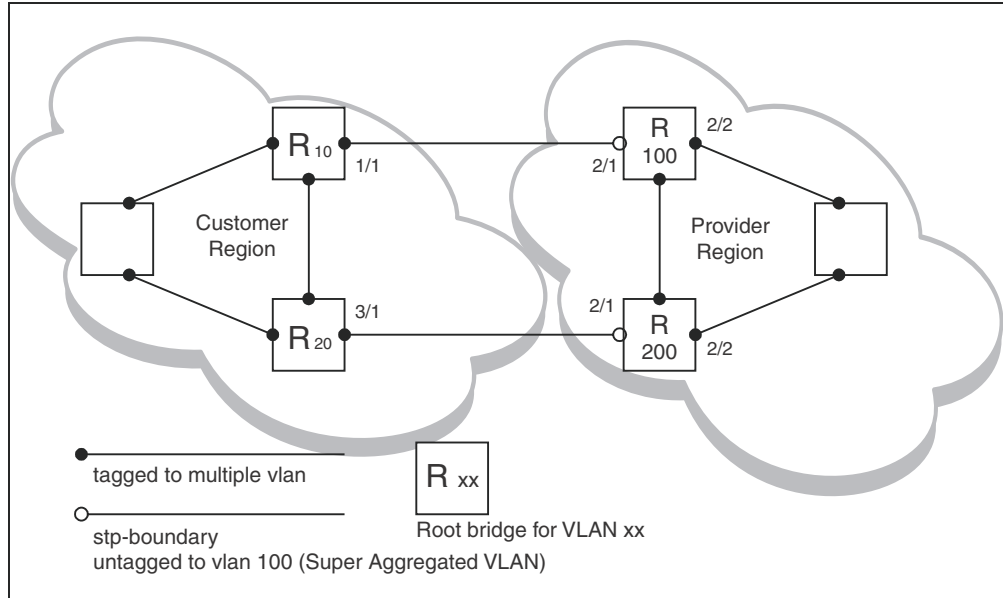 R 10
1/1
R
100
2/2
2/1
Customer
Region
Provider
Region
R 20
3/1
2/1
R
200
2/2
tagged to multiple vlan
stp-boundary
untagged to vlan 100 (Super Aggregated VLAN)
R xx
Root bridge for VLAN xx